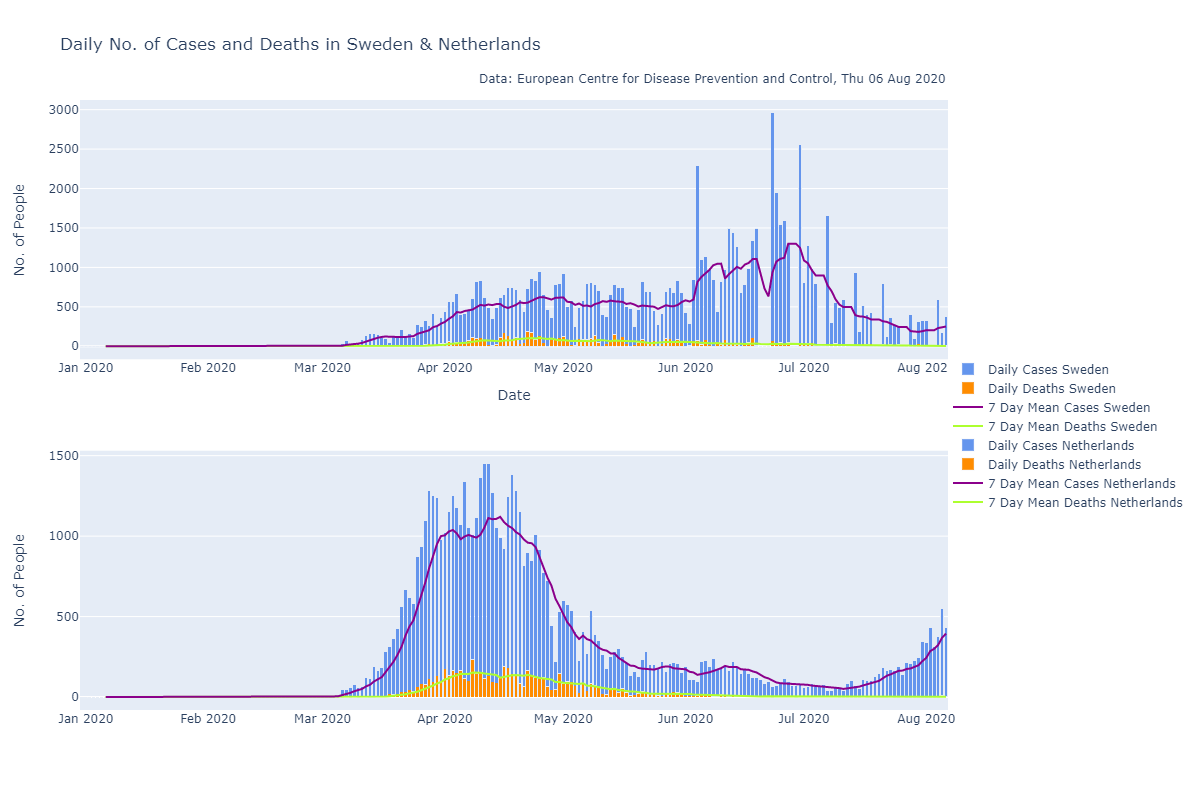 Daily No. of Cases and Deaths in Sweden & Netherlands
Data: European Centre for Disease Prevention and Control, Thu 06 Aug 2020
No. of People
3000
2500
2000
1500
1000
500
0
Jan 2020 Feb 2020 Mar 2020 Apr 2020 May 2020 Jun 2020 Jul 2020 Aug 202
Date
Daily Cases Sweden
Daily Deaths Sweden
7 Day Mean Cases Sweden
7 Day Mean Deaths Sweden
Daily Cases Netherlands
Daily Deaths Netherlands
7 Day Mean Cases Netherlands
7 Day Mean Deaths Netherlands
No. of People
1500
1000
500
0
Jan 2020 Feb 2020 Mar 2020 Apr 2020 May 2020 Jun 2020 Jul 2020 Aug 2020